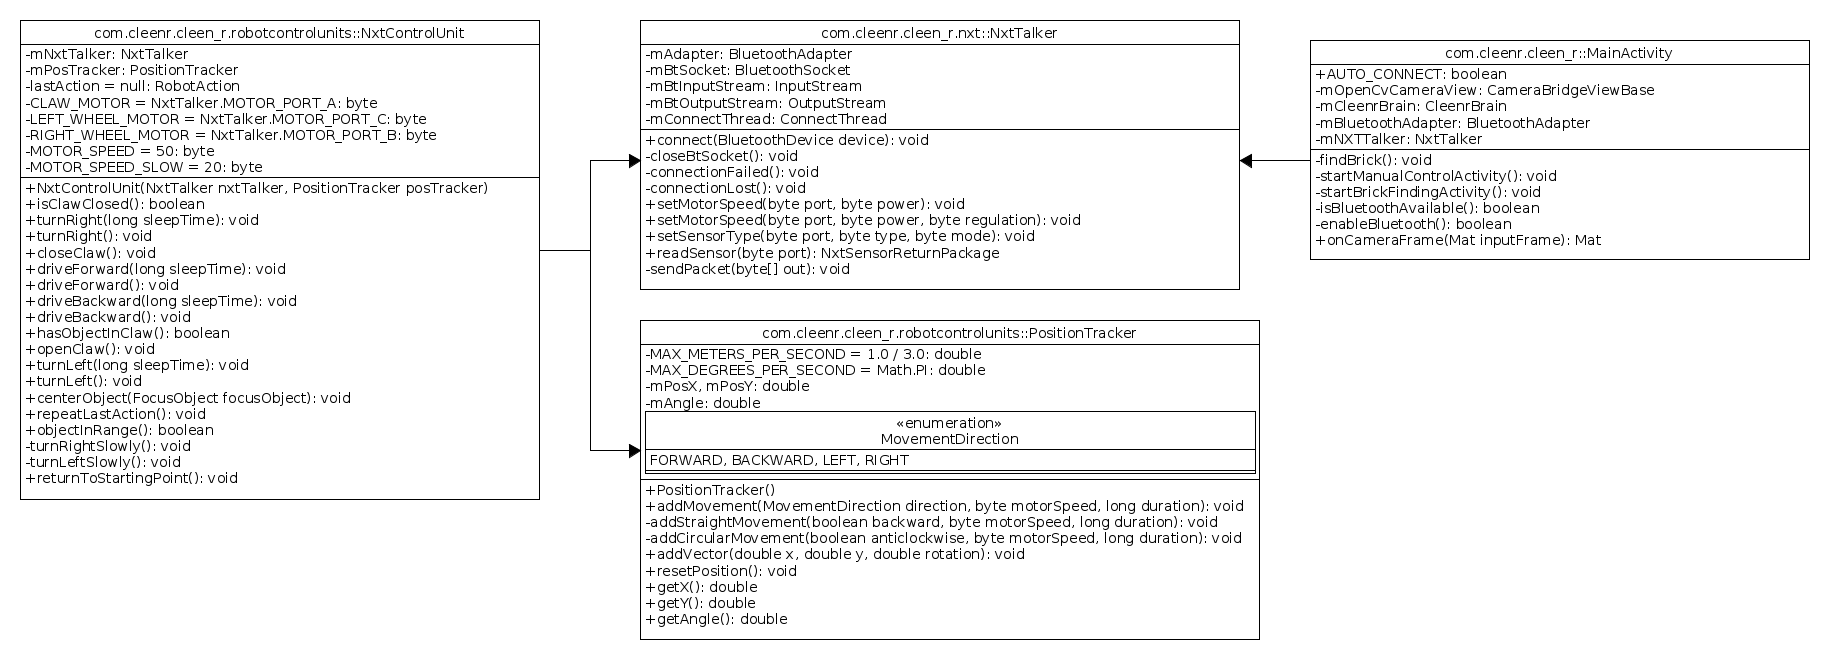 com.cleenr.cleen_r.robotcontrolunits::NxtControlUnit
-mNxtTalker: NxtTalker
-mPosTracker: PositionTracker
-lastAction = null: RobotAction
-CLAW_MOTOR = NxtTalker.MOTOR_PORT_A: byte
-LEFT_WHEEL_MOTOR = NxtTalker.MOTOR_PORT_C: byte
-RIGHT_WHEEL_MOTOR = NxtTalker.MOTOR_PORT_B: byte
-MOTOR_SPEED = 50: byte
-MOTOR_SPEED_SLOW = 20: byte
+NxtControlUnit(NxtTalker nxtTalker, PositionTracker posTracker)
+isClawClosed(): boolean
+turnRight(long sleepTime): void
+turnRight(): void
+closeClaw(): void
+driveForward(long sleepTime): void
+driveForward(): void
+driveBackward(long sleepTime): void
+driveBackward(): void
+hasObjectInClaw(): boolean
+openClaw(): void
+turnLeft(long sleepTime): void
+turnLeft(): void
+centerObject(FocusObject focusObject): void
+repeatLastAction(): void
+objectInRange(): boolean
-turnRightSlowly(): void
-turnLeftSlowly(): void
+returnToStartingPoint(): void
com.cleenr.cleen_r.nxt::NxtTalker
-mAdapter: BluetoothAdapter
-mBtSocket: BluetoothSocket
-mBtInputStream: InputStream
-mBtOutputStream: OutputStream
-mConnectThread: ConnectThread
+connect(BluetoothDevice device): void
-closeBtSocket(): void
-connectionFailed(): void
-connectionLost(): void
+setMotorSpeed(byte port, byte power): void
+setMotorSpeed(byte port, byte power, byte regulation): void
+setSensorType(byte port, byte type, byte mode): void
+readSensor(byte port): NxtSensorReturnPackage
-sendPacket(byte[] out): void
com.cleenr.cleen_r.robotcontrolunits::PositionTracker
-MAX_METERS_PER_SECOND = 1.0 / 3.0: double
-MAX_DEGREES_PER_SECOND = Math.PI: double
-mPosX, mPosY: double
-mAngle: double
«enumeration»
MovementDirection
FORWARD, BACKWARD, LEFT, RIGHT
+PositionTracker()
+addMovement(MovementDirection direction, byte motorSpeed, long duration): void
-addStraightMovement(boolean backward, byte motorSpeed, long duration): void
-addCircularMovement(boolean anticlockwise, byte motorSpeed, long duration): void
+addVector(double x, double y, double rotation): void
+resetPosition(): void
+getX(): double
+getY(): double
+getAngle(): double
com.cleenr.cleen_r::MainActivity
+AUTO_CONNECT: boolean
-mOpenCvCameraView: CameraBridgeViewBase
-mCleenrBrain: CleenrBrain
-mBluetoothAdapter: BluetoothAdapter
-mNXTTalker: NxtTalker
-findBrick(): void
-startManualControlActivity(): void
-startBrickFindingActivity(): void
-isBluetoothAvailable(): boolean
-enableBluetooth(): boolean
+onCameraFrame(Mat inputFrame): Mat